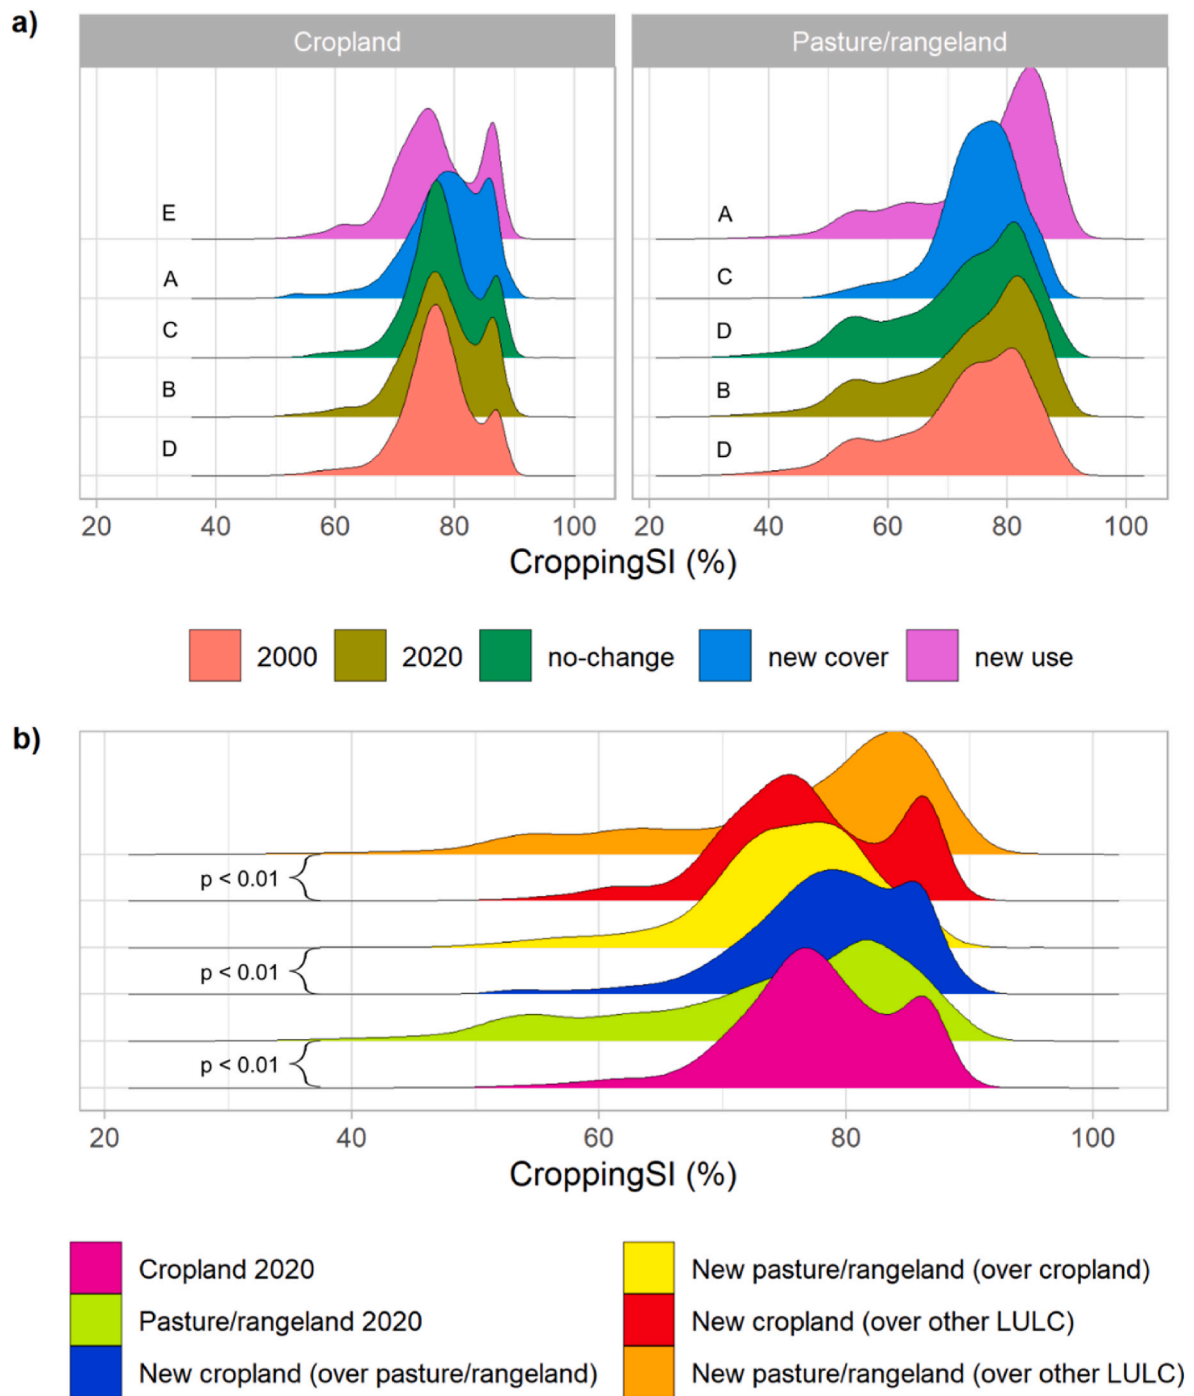 a)
Cropland
Pasture/rangeland
E
A
C
B
D
A
C
D
B
D
20 40 60 80 100
20 40 60 80 100
CroppingSI (%)
2000 2020 no-change new cover new use
b)
p < 0.01
p < 0.01
p < 0.01
20 40 60 80 100
CroppingSI (%)
Cropland 2020
Pasture/rangeland 2020
New cropland (over pasture/rangeland)
New pasture/rangeland (over cropland)
New cropland (over other LULC)
New pasture/rangeland (over other LULC)